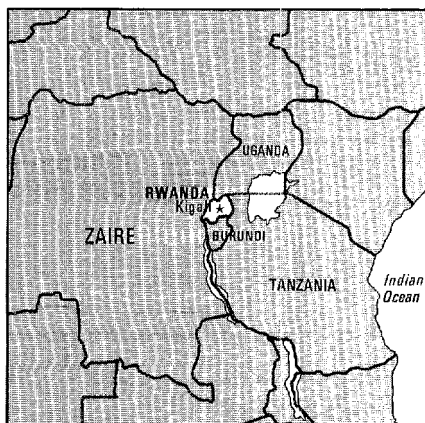 UGANDA
RWANDA
Kigali
ZAIRE
BURUNDI
TANZANIA
Indian
Ocean